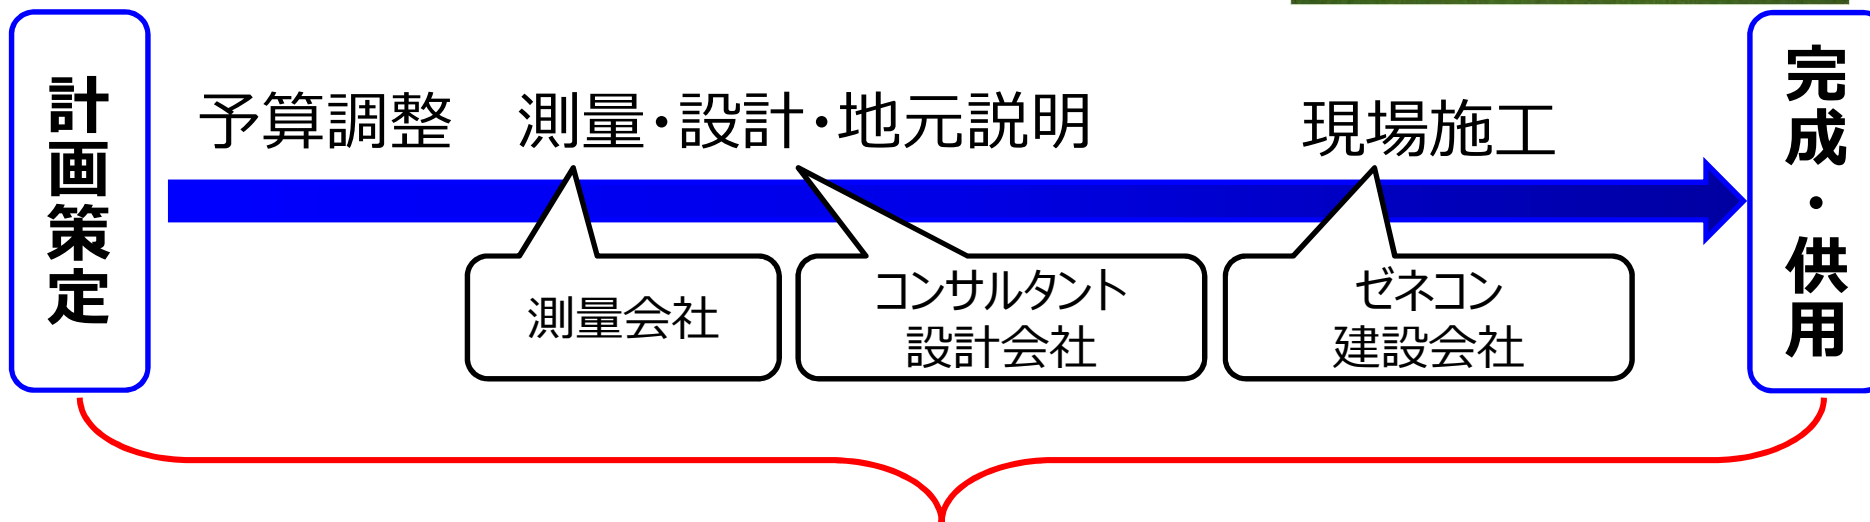 計画策定
予算調整
測量・設計・地元説明
現場施工
測量会社
コンサルタント
設計会社
ゼネコン
建設会社
完成・供用